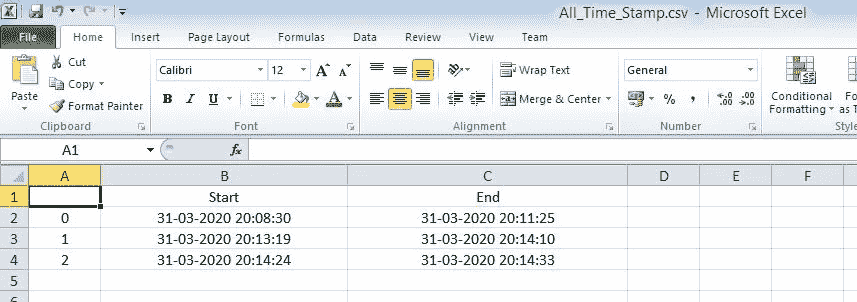 All_Time_Stamp.csv - Microsoft Excel
File Home Insert Page Layout Formulas Data Review View Team
Paste
Cut
Copy
Format Painter
Clipboard
Calibri 12
B I U
Font
Wrap Text
Merge & Center
Alignment
General
% ,
Number
Conditional
Formatting
Fo
as T
Style
A1 fx
A B C D E F
1 Start End
2 0 31-03-2020 20:08:30 31-03-2020 20:11:25
3 1 31-03-2020 20:13:19 31-03-2020 20:14:10
4 2 31-03-2020 20:14:24 31-03-2020 20:14:33
5